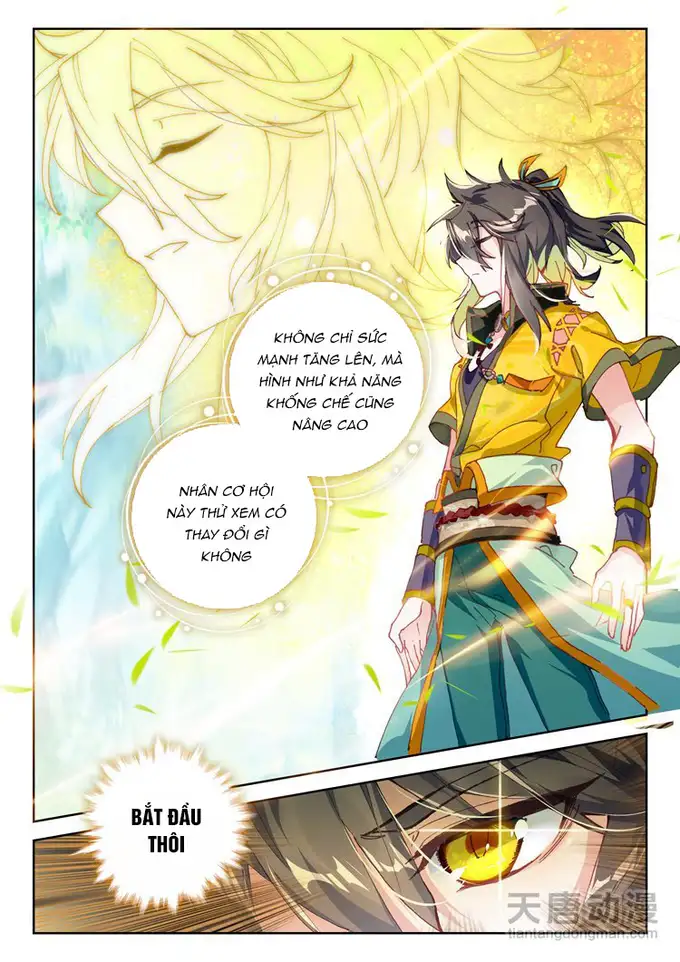 KHÔNG CHỈ SỨC
MẠNH TĂNG LÊN, MÀ
HÌNH NHƯ KHẢ NĂNG
KHỐNG CHẾ CŨNG
NÂNG CAO
NHÂN CƠ HỘI
NÀY THỬ XEM CÓ
THAY ĐỔI GÌ
KHÔNG
BẮT ĐẦU
THÔI
天唐动漫
tiantangdongman.com